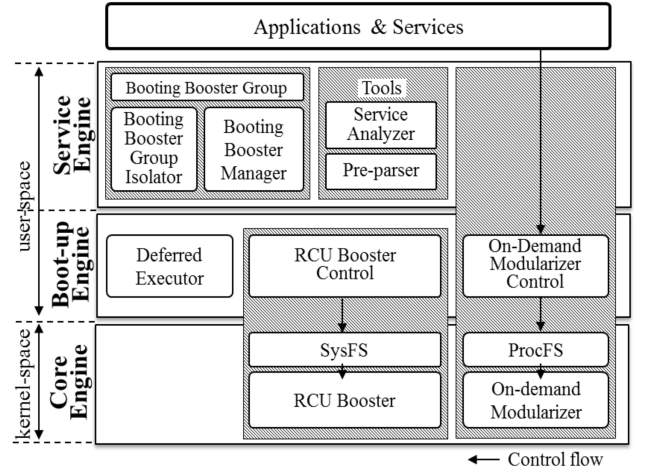 Applications & Services
user-space
Service
Engine
Booting Booster Group
Booting
Booster
Group
Isolator
Booting
Booster
Manager
Tools
Service
Analyzer
Pre-parser
Boot-up
Engine
Deferred
Executor
RCU Booster
Control
On-Demand
Modularizer
Control
kernel-space
Core
Engine
SysFS
ProcFS
RCU Booster
On-demand
Modularizer
Control flow